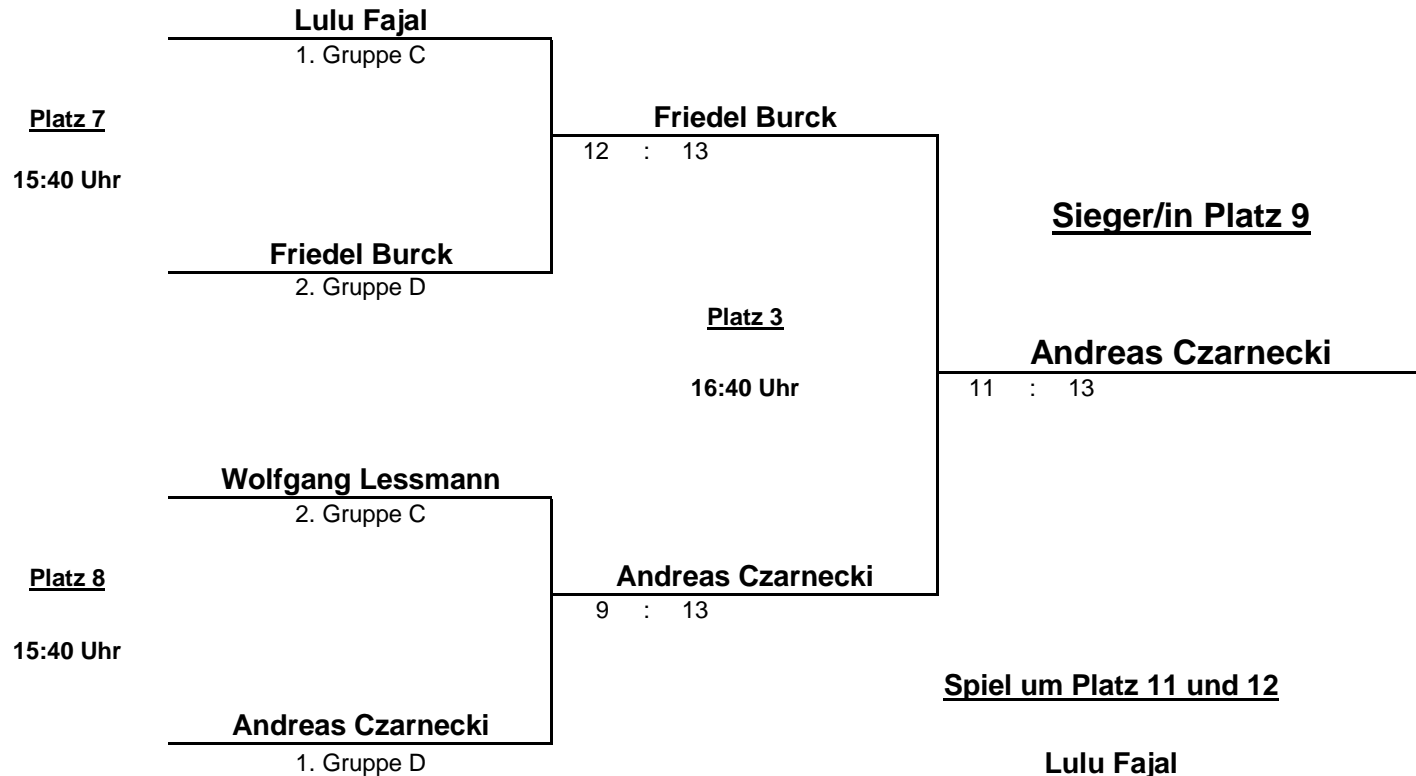 Lulu Fajal
1. Gruppe C
Platz 7
Friedel Burck
12 : 13
15:40 Uhr
Sieger/in Platz 9
Friedel Burck
2. Gruppe D
Platz 3
Andreas Czarnecki
16:40 Uhr
11 : 13
Wolfgang Lessmann
2. Gruppe C
Platz 8
Andreas Czarnecki
9 : 13
15:40 Uhr
Spiel um Platz 11 und 12
Andreas Czarnecki
1. Gruppe D
Lulu Fajal